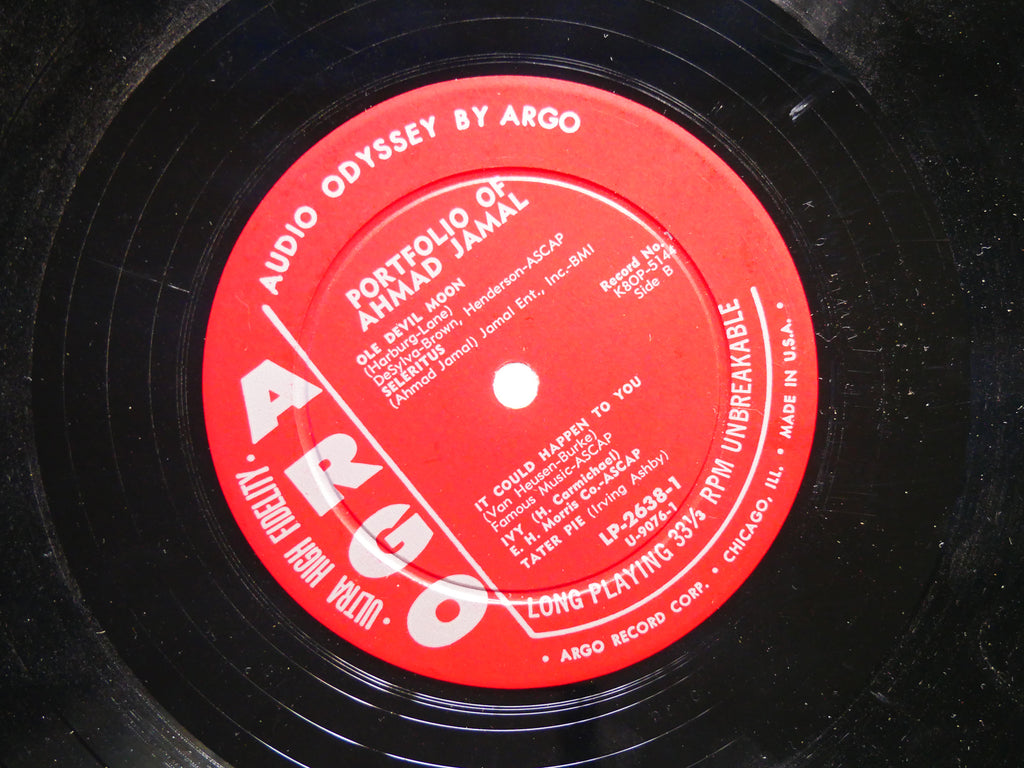 AUDIO ODYSSEY BY ARGO
PORTFOLIO OF
AHMAD JAMAL
OLE DEVIL MOON
(Harburg-Lane)
DeSylva-Brown, Henderson-ASCAP
SELERITUS
(Ahmad Jamal) Jamal Ent., Inc.-BMI
Record No.
K8OP-5144
Side B
IT COULD HAPPEN TO YOU
(Van Heusen-Burke)
Famous Music-ASCAP
IVY (H. Carmichael)
E. H. Morris Co.-ASCAP
TATER PIE (Irving Ashby)
LP-2638-1
U-9076-1
ARGO
• ULTRA HIGH FIDELITY •
LONG PLAYING 33⅓ RPM UNBREAKABLE
• ARGO RECORD CORP. • CHICAGO, ILL. • MADE IN U.S.A. •